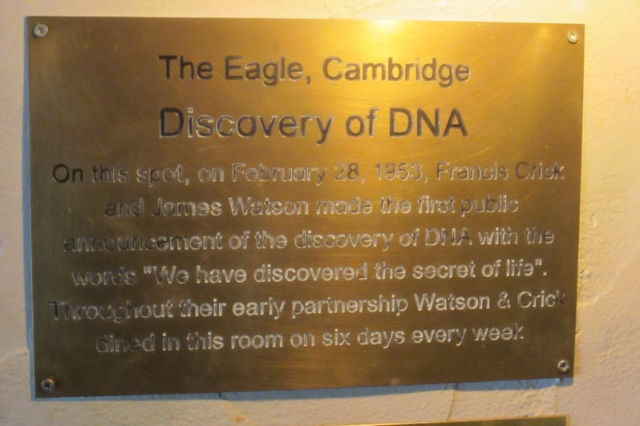 The Eagle, Cambridge
Discovery of DNA
On this spot, on February 28, 1953, Francis Crick
and James Watson made the first public
announcement of the discovery of DNA with the
words "We have discovered the secret of life".
Throughout their early partnership Watson & Crick
dined in this room on six days every week